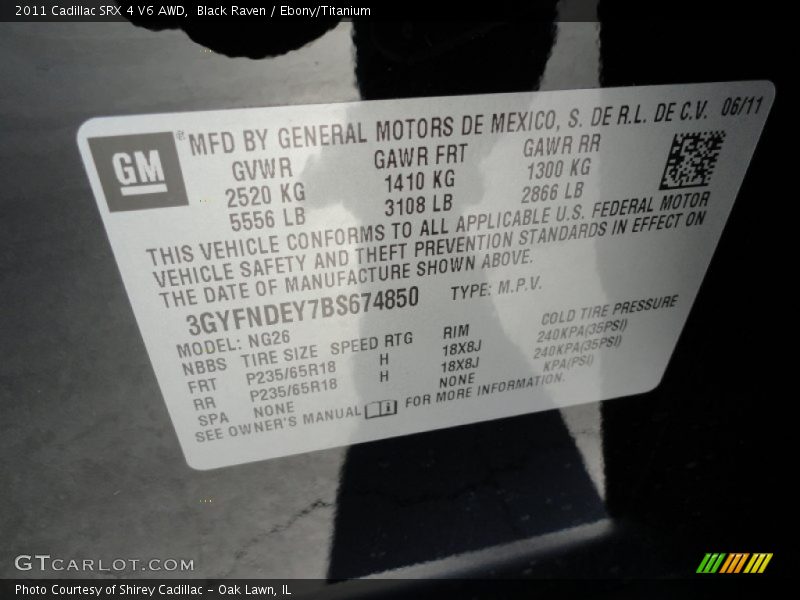 2011 Cadillac SRX 4 V6 AWD, Black Raven / Ebony/Titanium
GM
® MFD BY GENERAL MOTORS DE MEXICO, S. DE R.L. DE C.V. 06/11
GVWR GAWR FRT GAWR RR
2520 KG 1410 KG 1300 KG
5556 LB 3108 LB 2866 LB
THIS VEHICLE CONFORMS TO ALL APPLICABLE U.S. FEDERAL MOTOR
VEHICLE SAFETY AND THEFT PREVENTION STANDARDS IN EFFECT ON
THE DATE OF MANUFACTURE SHOWN ABOVE.
3GYFNDEY7BS674850 TYPE: M.P.V.
MODEL: NG26
NBBS TIRE SIZE SPEED RTG RIM COLD TIRE PRESSURE
FRT P235/65R18 H 18X8J 240KPA(35PSI)
RR P235/65R18 H 18X8J 240KPA(35PSI)
SPA NONE NONE KPA(PSI)
SEE OWNER'S MANUAL FOR MORE INFORMATION.
GTCARLOT.COM
Photo Courtesy of Shirey Cadillac - Oak Lawn, IL